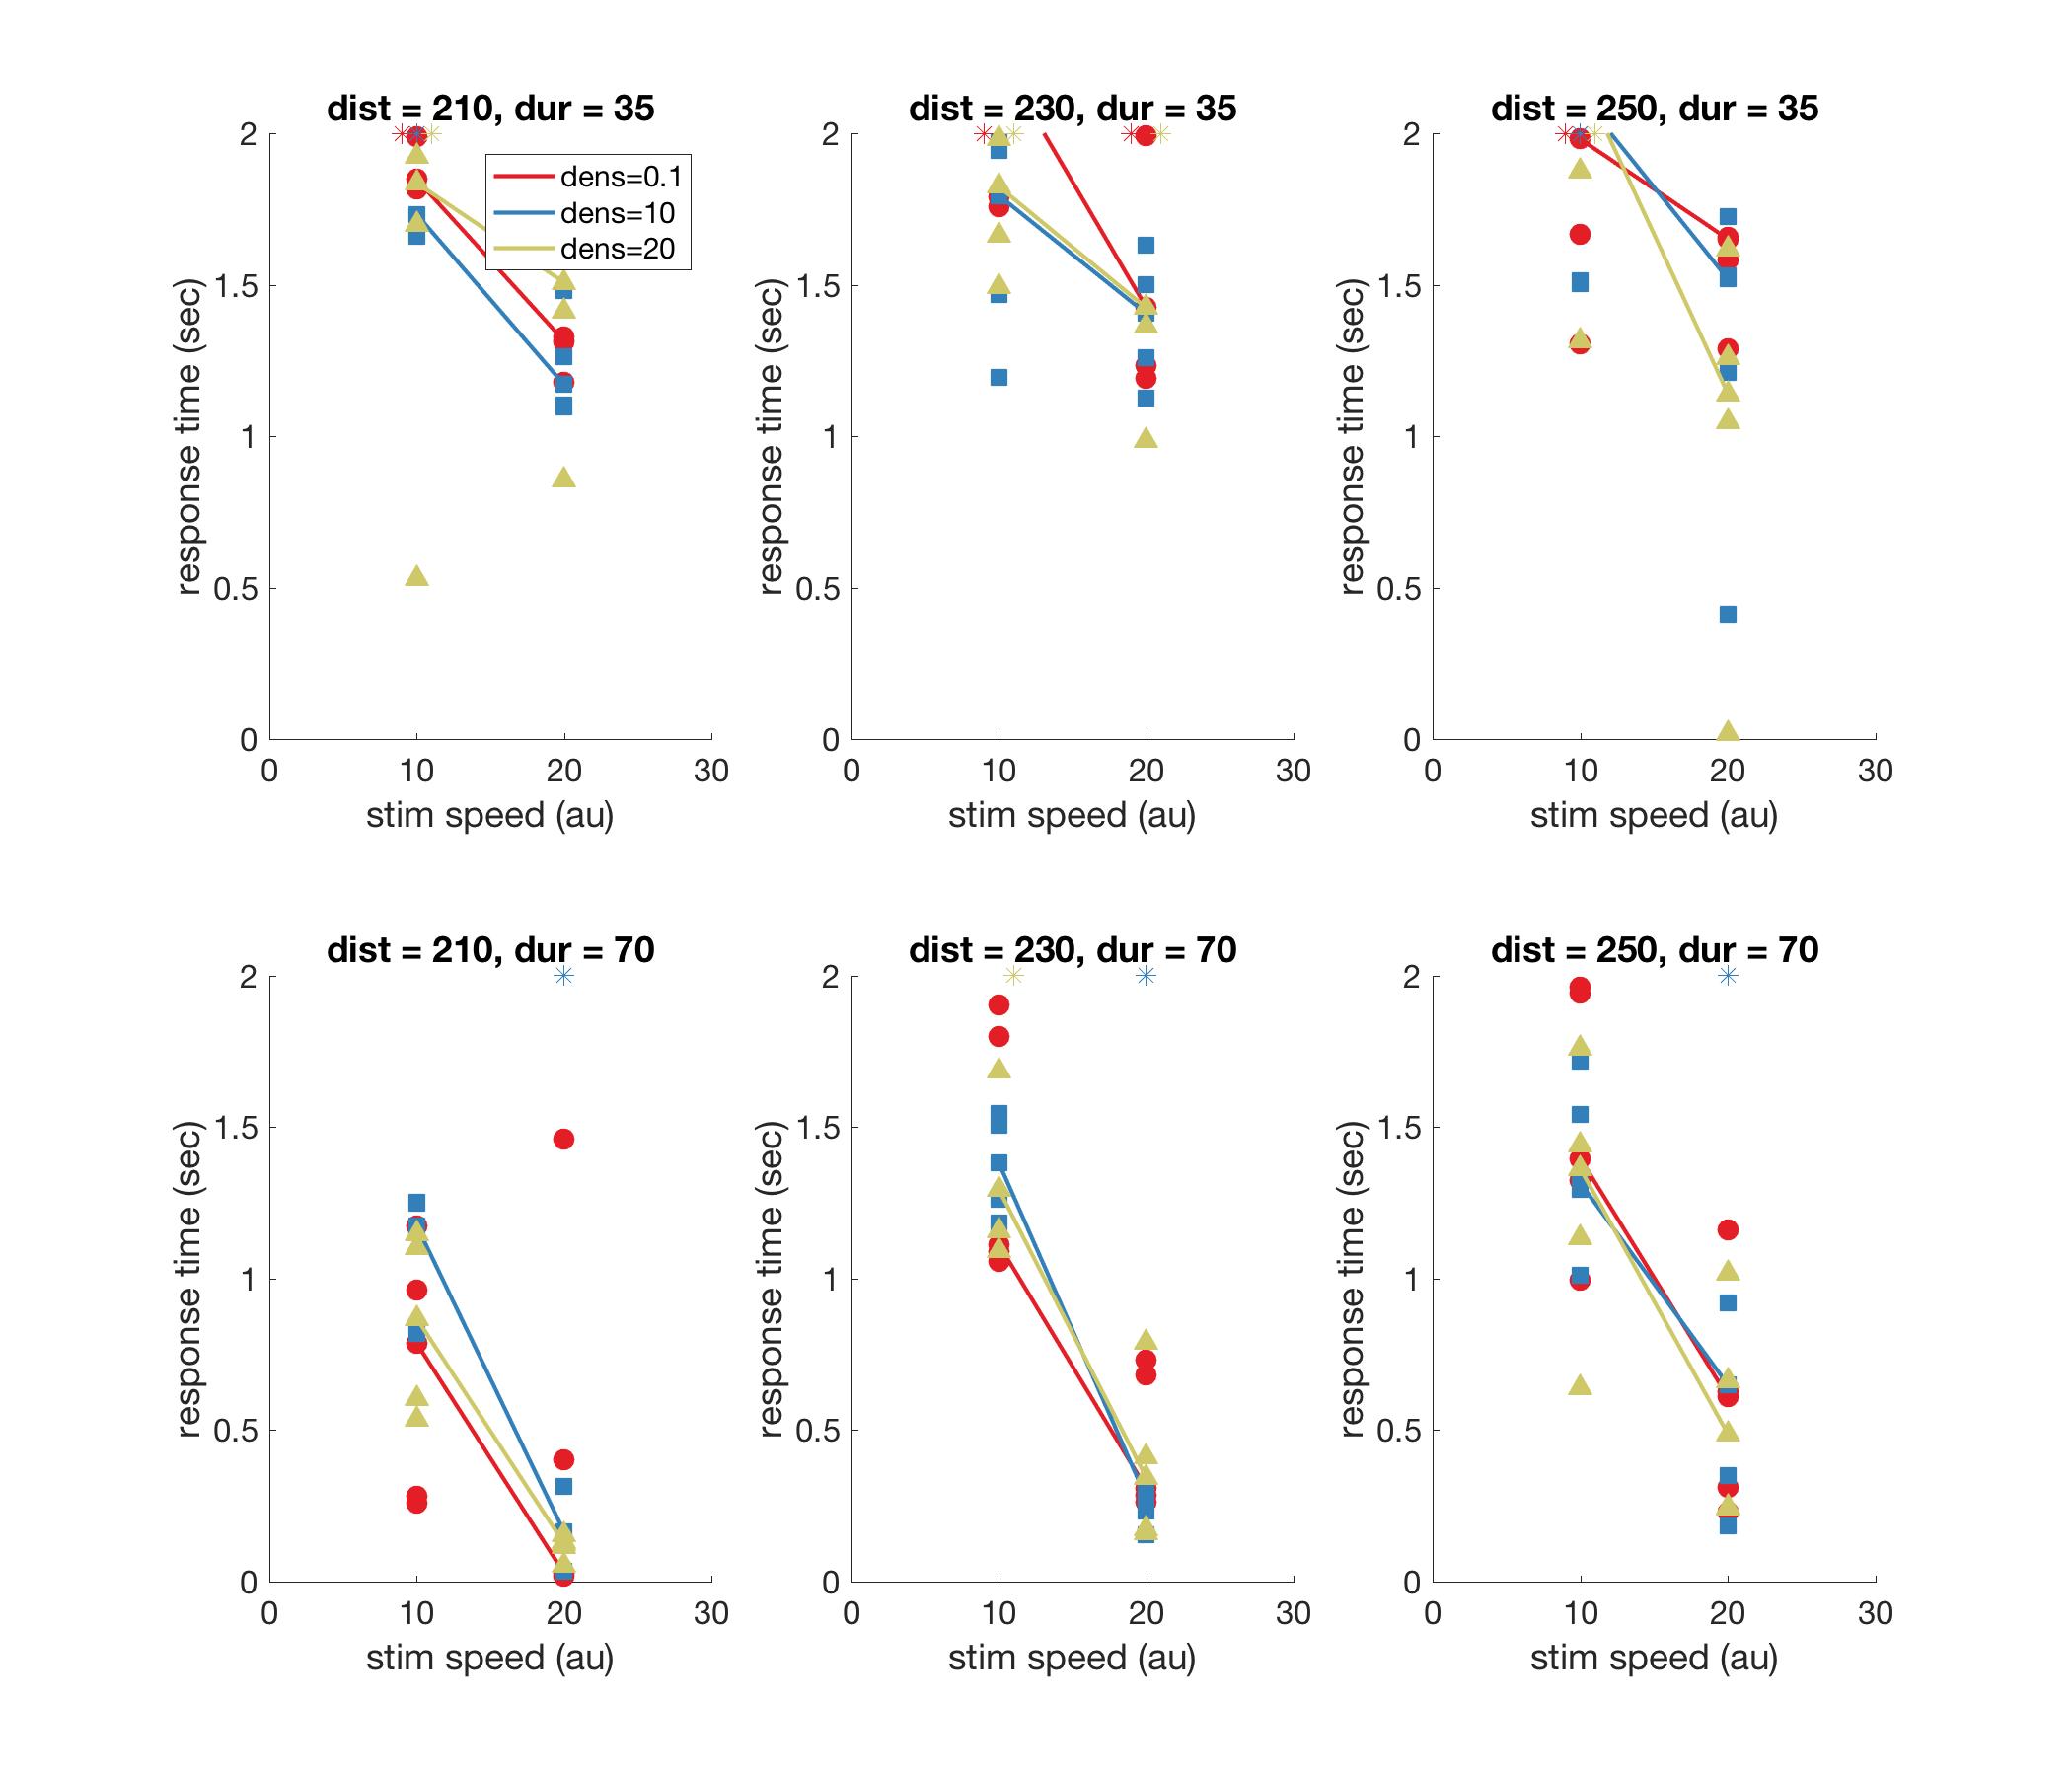 dist = 210, dur = 35
2
1.5
1
0.5
0
response time (sec)
0 10 20 30
stim speed (au)
dens=0.1
dens=10
dens=20
dist = 230, dur = 35
2
1.5
1
0.5
0
response time (sec)
0 10 20 30
stim speed (au)
dist = 250, dur = 35
2
1.5
1
0.5
0
response time (sec)
0 10 20 30
stim speed (au)
dist = 210, dur = 70
2
1.5
1
0.5
0
response time (sec)
0 10 20 30
stim speed (au)
dist = 230, dur = 70
2
1.5
1
0.5
0
response time (sec)
0 10 20 30
stim speed (au)
dist = 250, dur = 70
2
1.5
1
0.5
0
response time (sec)
0 10 20 30
stim speed (au)